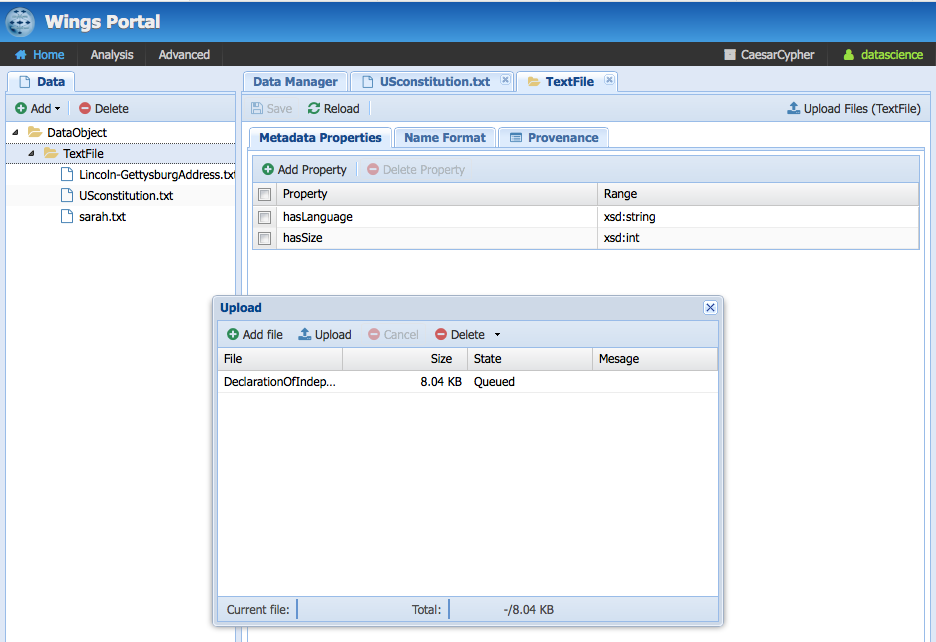 Wings Portal
Home Analysis Advanced CaesarCypher datascience
Data Data Manager USconstitution.txt TextFile
Add Delete Save Reload Upload Files (TextFile)
DataObject
TextFile
Lincoln-GettysburgAddress.txt
USconstitution.txt
sarah.txt
Metadata Properties Name Format Provenance
Add Property Delete Property
Property Range
hasLanguage xsd:string
hasSize xsd:int
Upload
Add file Upload Cancel Delete
File Size State Mesage
DeclarationOfIndep... 8.04 KB Queued
Current file: Total: -/8.04 KB